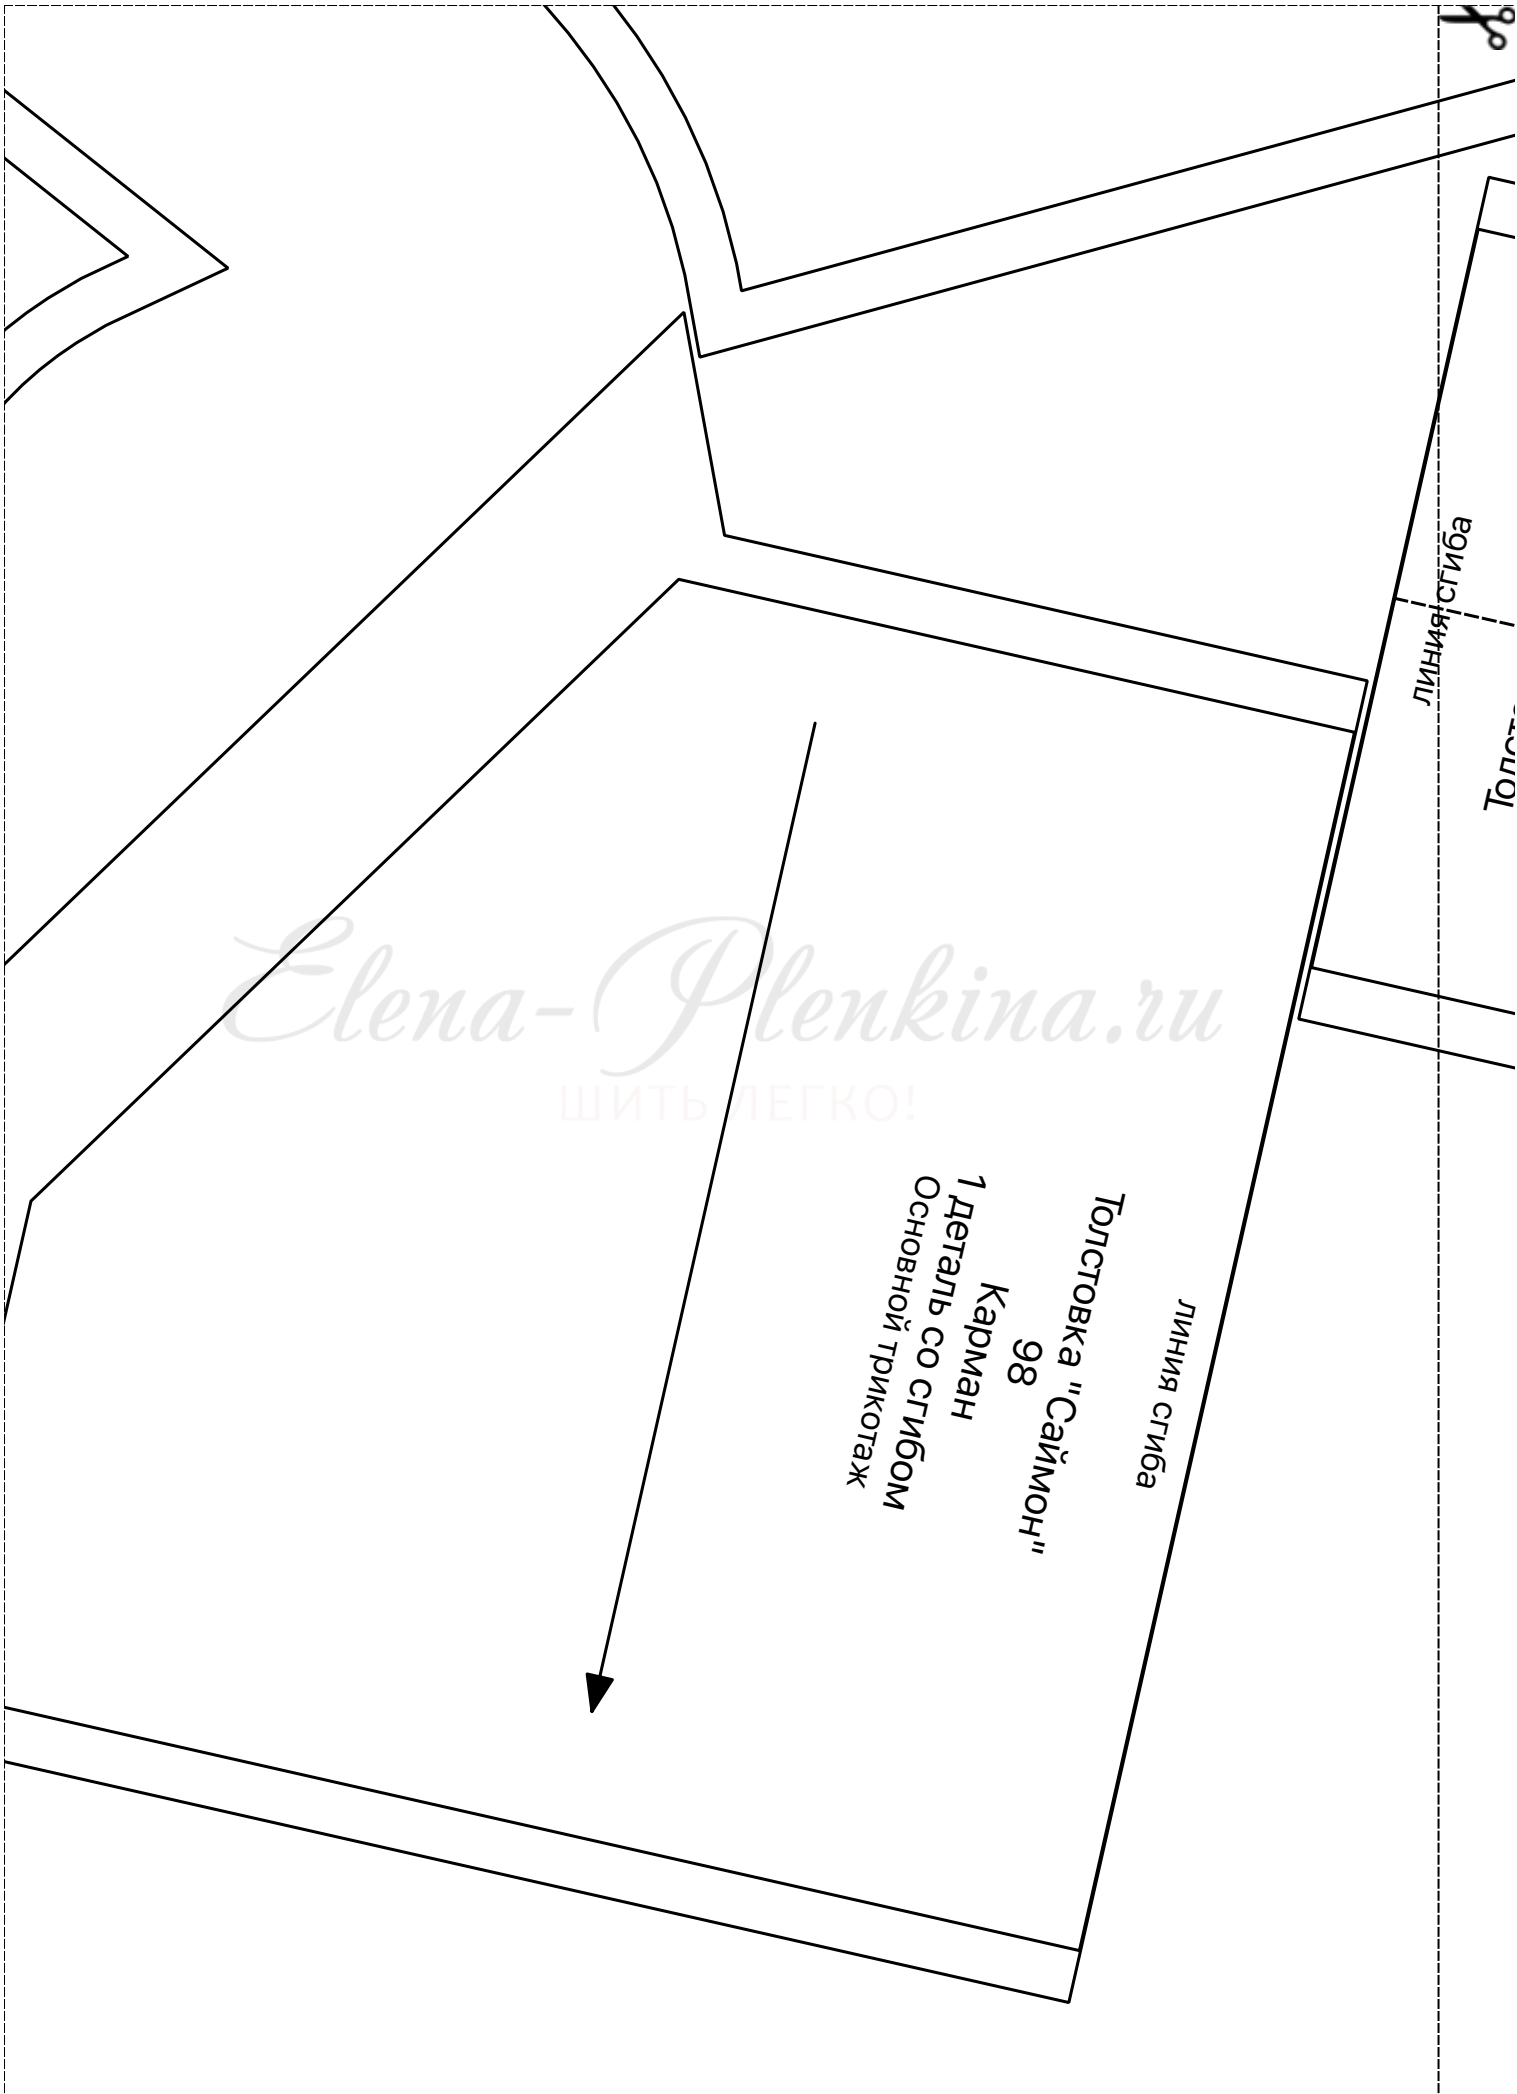 линия сгиба
Толст
Elena-Plenkina.ru
ШИТЬ ЛЕГКО!
линия сгиба
Толстовка "Саймон"
98
Карман
1 деталь со сгибом
Основной трикотаж